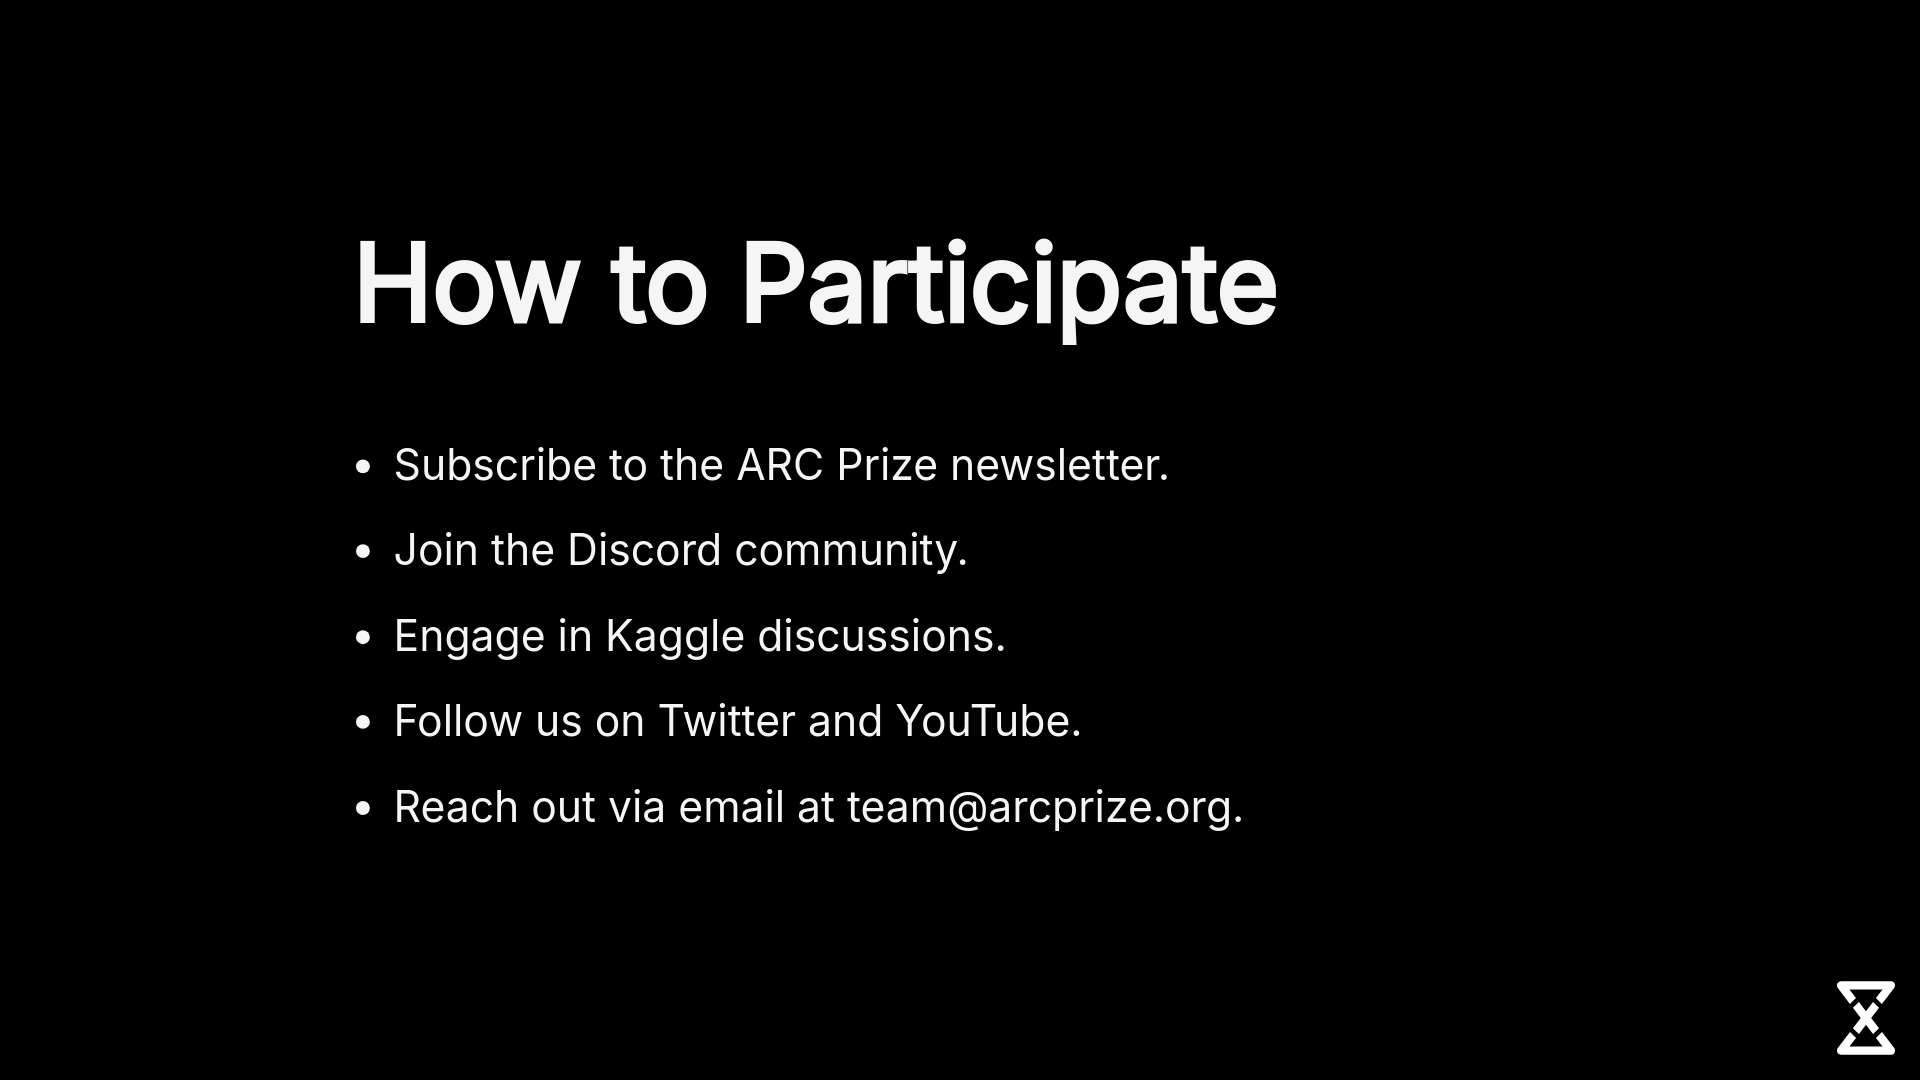 How to Participate
• Subscribe to the ARC Prize newsletter.
• Join the Discord community.
• Engage in Kaggle discussions.
• Follow us on Twitter and YouTube.
• Reach out via email at team@arcprize.org.